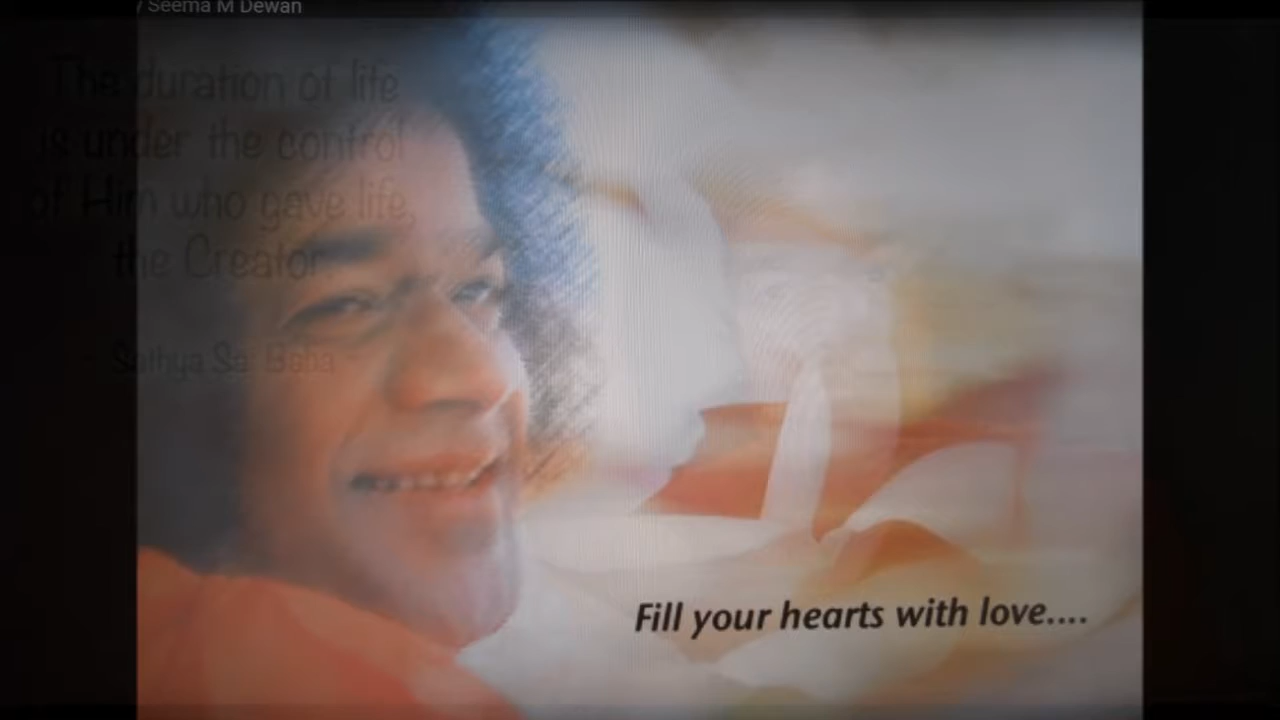 y Seema M Dewan
The duration of life
is under the control
of Him who gave life,
the Creator
Sathya Sai Baba
Fill your hearts with love....